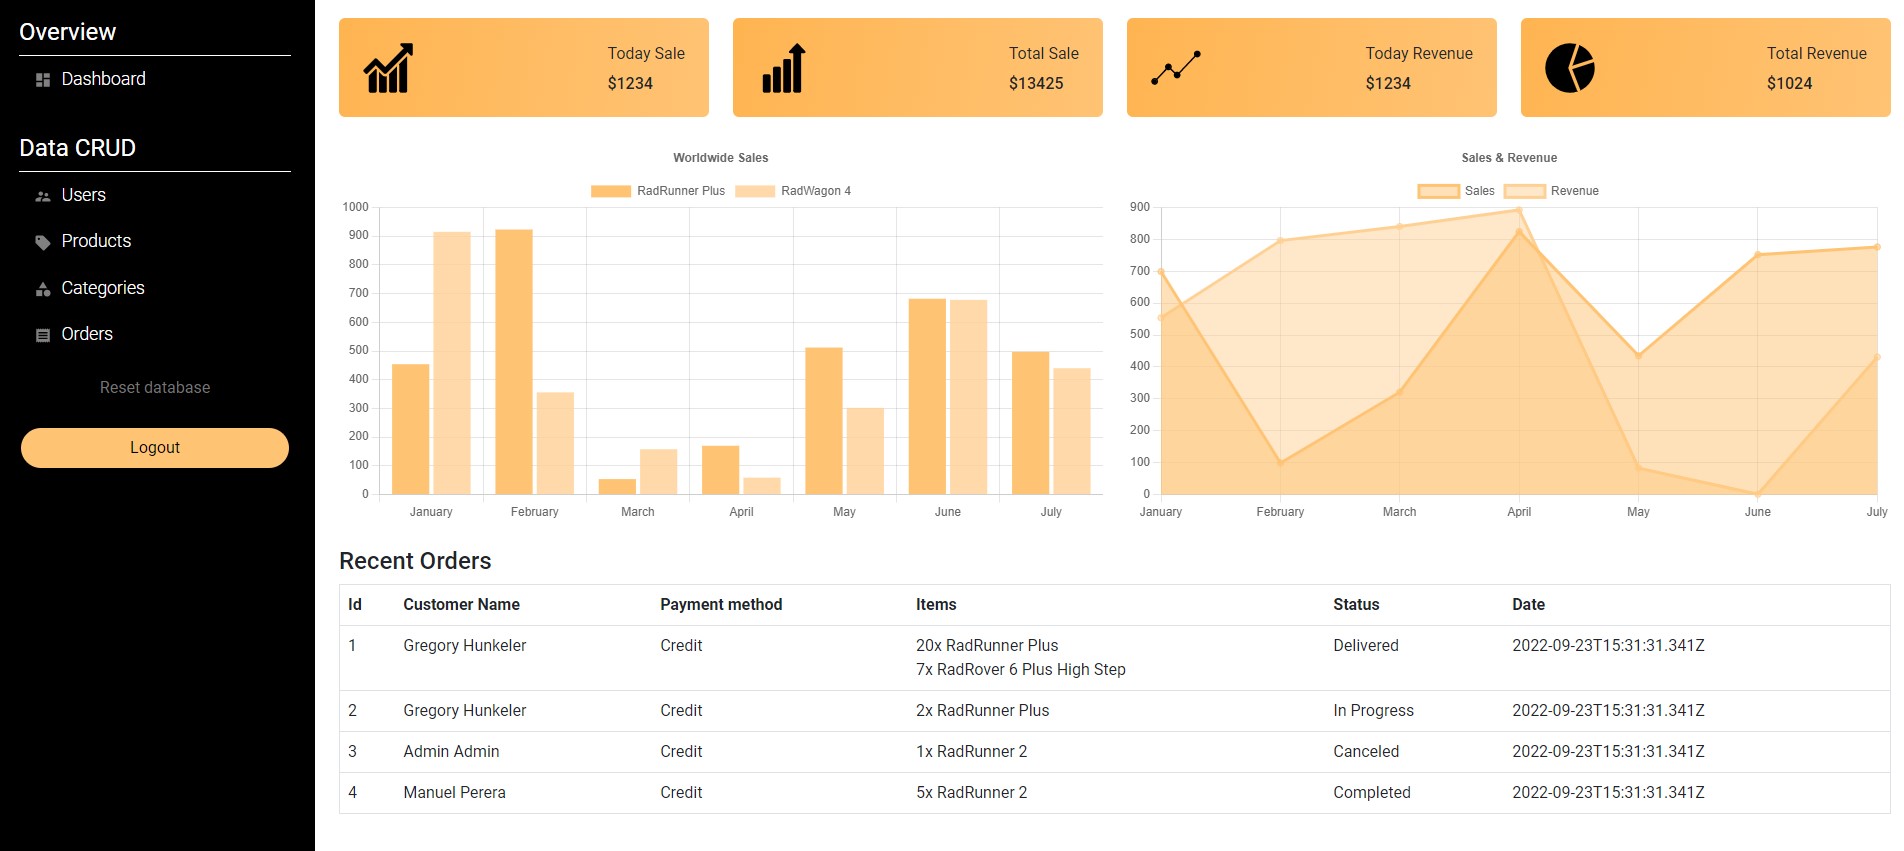 Overview
Dashboard
Data CRUD
Users
Products
Categories
Orders
Reset database
Logout
Today Sale
$1234
Total Sale
$13425
Today Revenue
$1234
Total Revenue
$1024
Worldwide Sales
RadRunner Plus RadWagon 4
1000
900
800
700
600
500
400
300
200
100
0
January February March April May June July
Sales & Revenue
Sales Revenue
900
800
700
600
500
400
300
200
100
0
January February March April May June July
Recent Orders
Id Customer Name Payment method Items Status Date
1 Gregory Hunkeler Credit 20x RadRunner Plus Delivered 2022-09-23T15:31:31.341Z
7x RadRover 6 Plus High Step
2 Gregory Hunkeler Credit 2x RadRunner Plus In Progress 2022-09-23T15:31:31.341Z
3 Admin Admin Credit 1x RadRunner 2 Canceled 2022-09-23T15:31:31.341Z
4 Manuel Perera Credit 5x RadRunner 2 Completed 2022-09-23T15:31:31.341Z